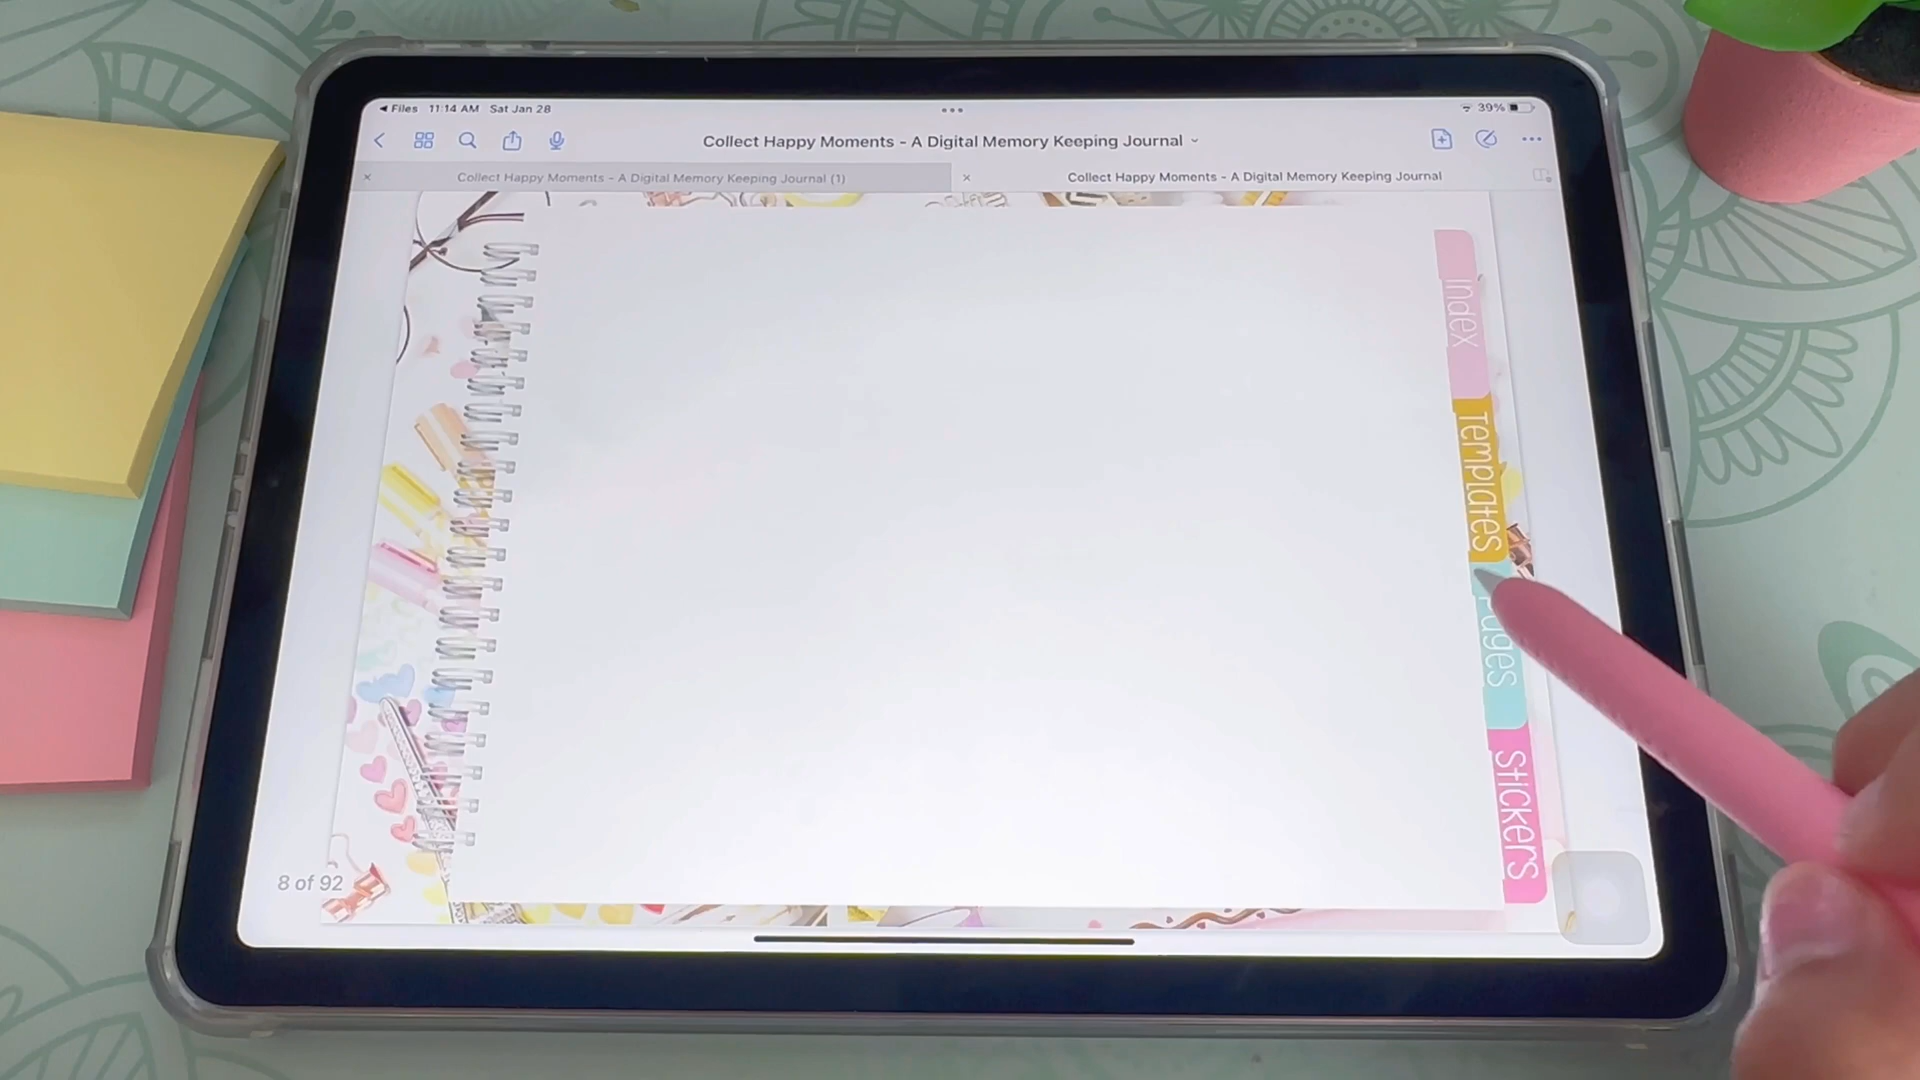 Files 11:14 AM Sat Jan 28
39%
Collect Happy Moments - A Digital Memory Keeping Journal
Collect Happy Moments - A Digital Memory Keeping Journal (1)
Collect Happy Moments - A Digital Memory Keeping Journal
Index
Templates
Pages
Stickers
8 of 92